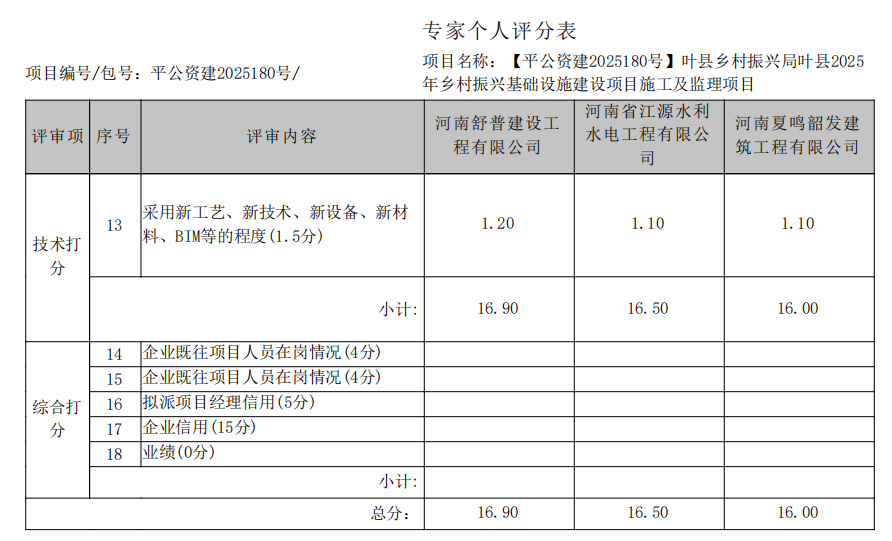 专家个人评分表
项目编号/包号：平公资建2025180号/
项目名称：【平公资建2025180号】叶县乡村振兴局叶县2025
年乡村振兴基础设施建设项目施工及监理项目
评审项 序号 评审内容 河南舒普建设工程有限公司 河南省江源水利水电工程有限公司 河南夏鸣韶发建筑工程有限公司
技术打分
13 采用新工艺、新技术、新设备、新材料、BIM等的程度(1.5分) 1.20 1.10 1.10
小计: 16.90 16.50 16.00
综合打分
14 企业既往项目人员在岗情况(4分)
15 企业既往项目人员在岗情况(4分)
16 拟派项目经理信用(5分)
17 企业信用(15分)
18 业绩(0分)
小计:
总分： 16.90 16.50 16.00